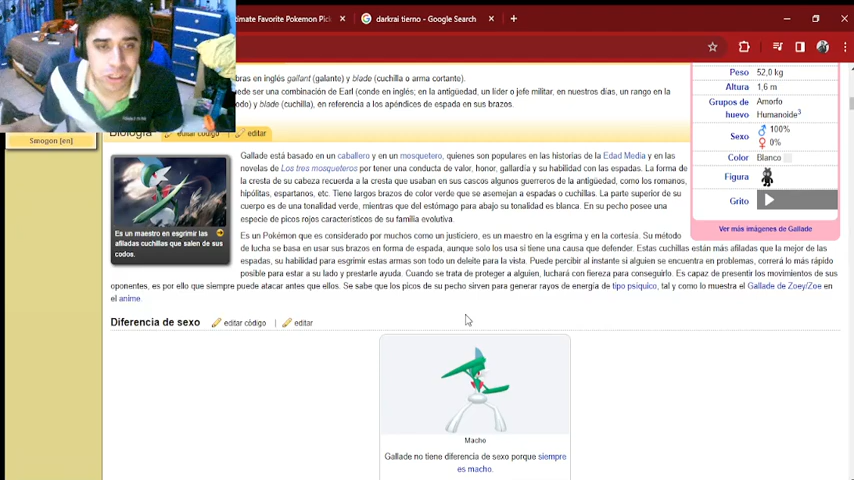 timate Favorite Pokemon Pick
darkrai tierno - Google Search
bras en inglés gallant (galante) y blade (cuchilla o arma cortante).
ede ser una combinación de Earl (conde en inglés; en la antigüedad, un líder o jefe militar, en nuestros días, un rango en la
odo) y blade (cuchilla), en referencia a los apéndices de espada en sus brazos.
Peso 52,0 kg
Altura 1,6 m
Grupos de huevo Amorfo
Humanoide3
Sexo ♂ 100%
♀ 0%
Color Blanco
Figura
Grito
Ver más imágenes de Gallade
Smogon [en]
Biología editar código | editar
Es un maestro en esgrimir las
afiladas cuchillas que salen de sus
codos.
Gallade está basado en un caballero y en un mosquetero, quienes son populares en las historias de la Edad Media y en las
novelas de Los tres mosqueteros por tener una conducta de valor, honor, gallardía y su habilidad con las espadas. La forma de
la cresta de su cabeza recuerda a la cresta que usaban en sus cascos algunos guerreros de la antigüedad, como los romanos,
hipólitas, espartanos, etc. Tiene largos brazos de color verde que se asemejan a espadas o cuchillos. La parte superior de su
cuerpo es de una tonalidad verde, mientras que del estómago para abajo su tonalidad es blanca. En su pecho posee una
especie de picos rojos característicos de su familia evolutiva.
Es un Pokémon que es considerado por muchos como un justiciero, es un maestro en la esgrima y en la cortesía. Su método
de lucha se basa en usar sus brazos en forma de espada, aunque solo los usa si tiene una causa que defender. Estas cuchillas están más afiladas que la mejor de las
espadas, su habilidad para esgrimir estas armas son todo un deleite para la vista. Puede percibir al instante si alguien se encuentra en problemas, correrá lo más rápido
posible para estar a su lado y prestarle ayuda. Cuando se trata de proteger a alguien, luchará con fiereza para conseguirlo. Es capaz de presentir los movimientos de sus
oponentes, es por ello que siempre puede atacar antes que ellos. Se sabe que los picos de su pecho sirven para generar rayos de energía de tipo psíquico, tal y como lo muestra el Gallade de Zoey/Zoe en
el anime.
Diferencia de sexo editar código | editar
Macho
Gallade no tiene diferencia de sexo porque siempre
es macho.